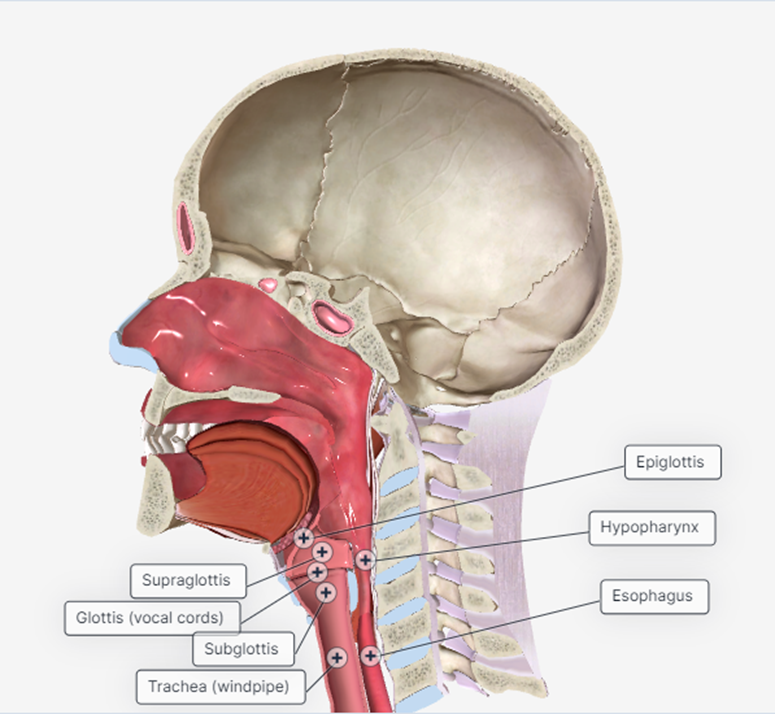 Epiglottis
Hypopharynx
Supraglottis
Esophagus
Glottis (vocal cords)
Subglottis
Trachea (windpipe)